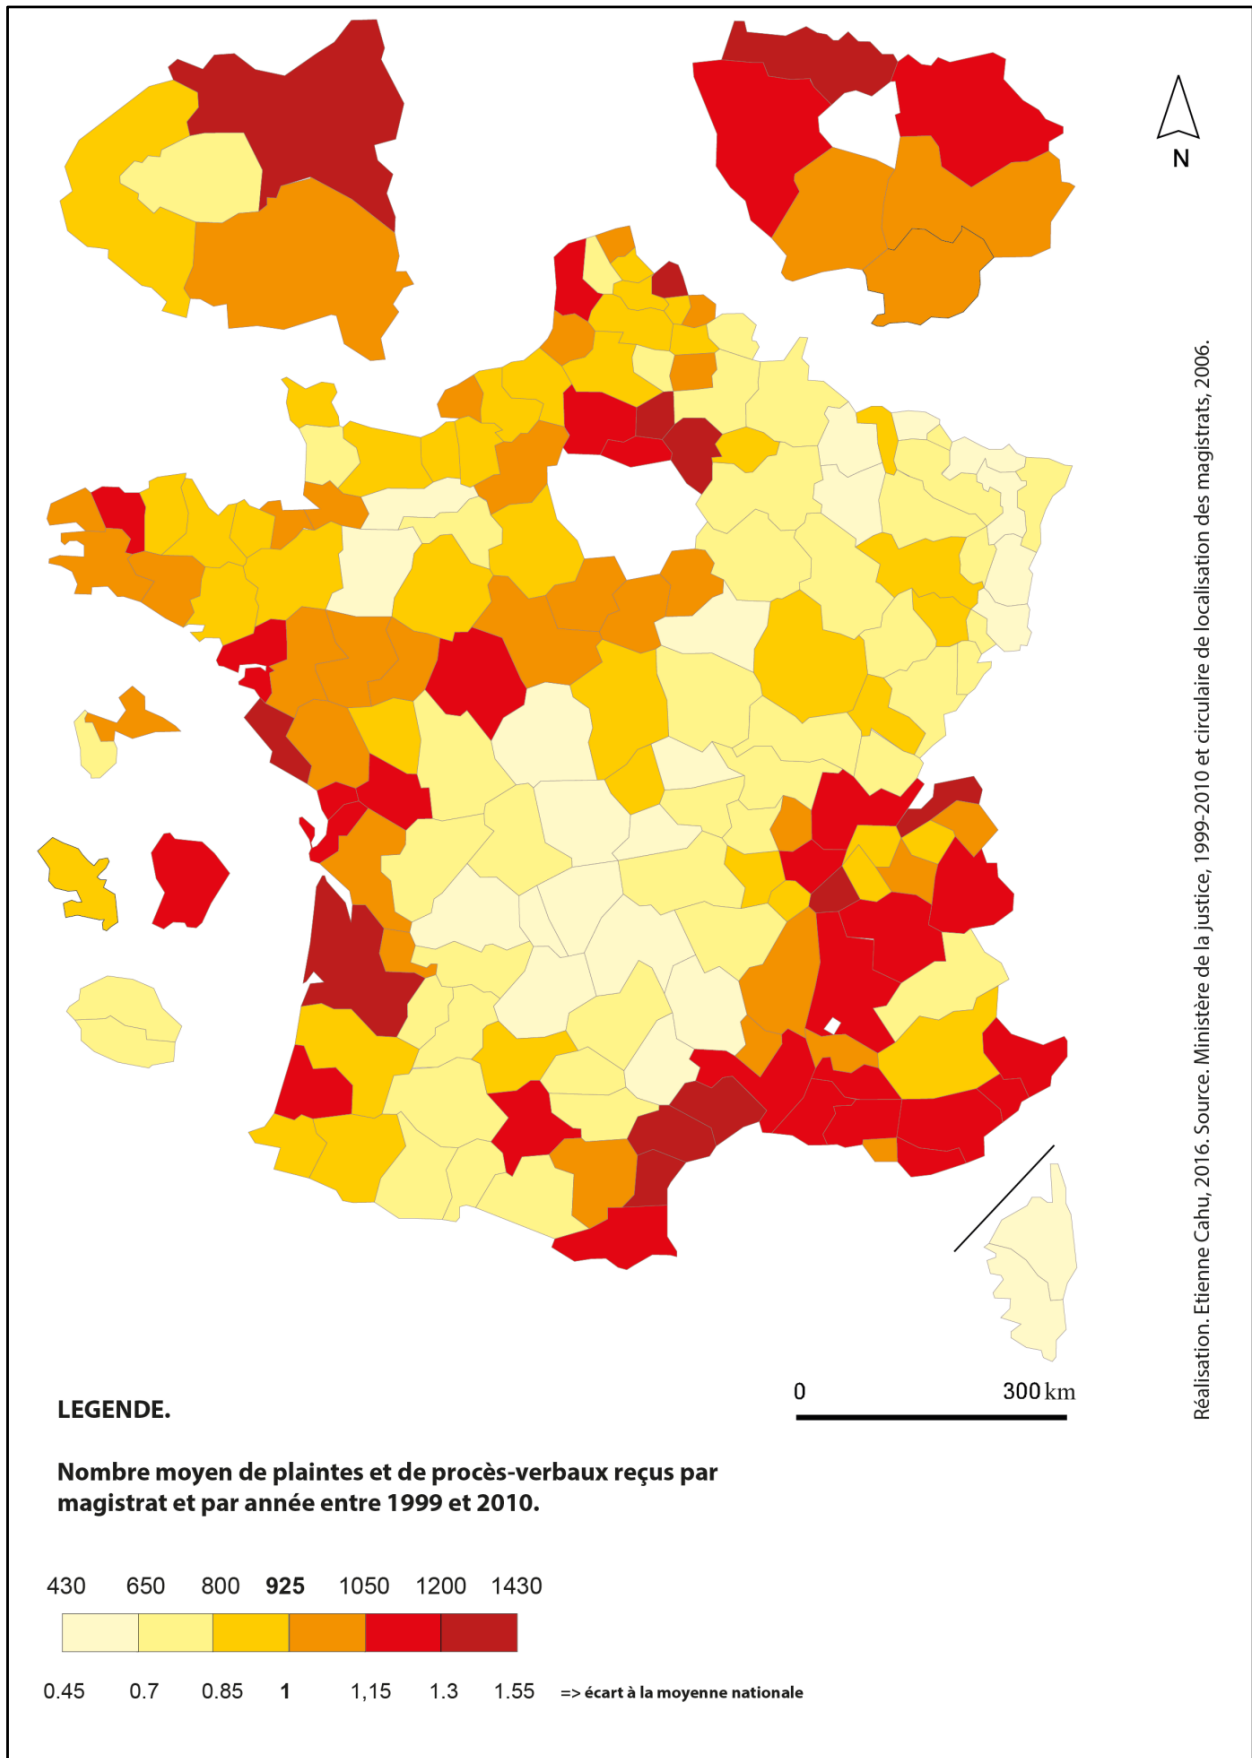 N
Réalisation. Etienne Cahu, 2016. Source. Ministère de la justice, 1999-2010 et circulaire de localisation des magistrats, 2006.
0 300 km
LEGENDE.
Nombre moyen de plaintes et de procès-verbaux reçus par
magistrat et par année entre 1999 et 2010.
430 650 800 925 1050 1200 1430
0.45 0.7 0.85 1 1,15 1.3 1.55 => écart à la moyenne nationale